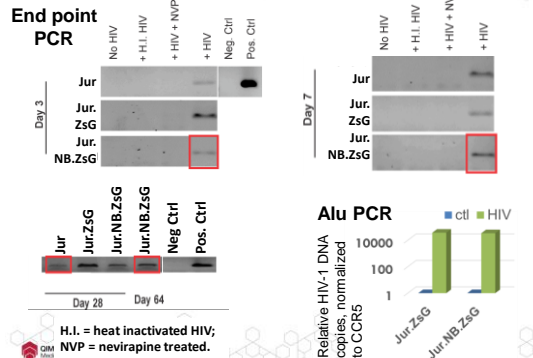 End point
PCR
No HIV
+ H.I. HIV
+ HIV + NVP
+ HIV
Neg. Ctrl
Pos. Ctrl
Day 3
Jur
Jur.
ZsG
Jur.
NB.ZsG
No HIV
+ H.I. HIV
+ HIV + NV
+ HIV
Day 7
Jur
Jur.
ZsG
Jur.
NB.ZsG
Jur
Jur.ZsG
Jur.NB.ZsG
Jur.NB.ZsG
Neg Ctrl
Pos. Ctrl
Day 28
Day 64
H.I. = heat inactivated HIV;
NVP = nevirapine treated.
QIM
Alu PCR
ctl
HIV
Relative HIV-1 DNA
copies, normalized
to CCR5
10000
100
1
Jur.ZsG
Jur.NB.ZsG